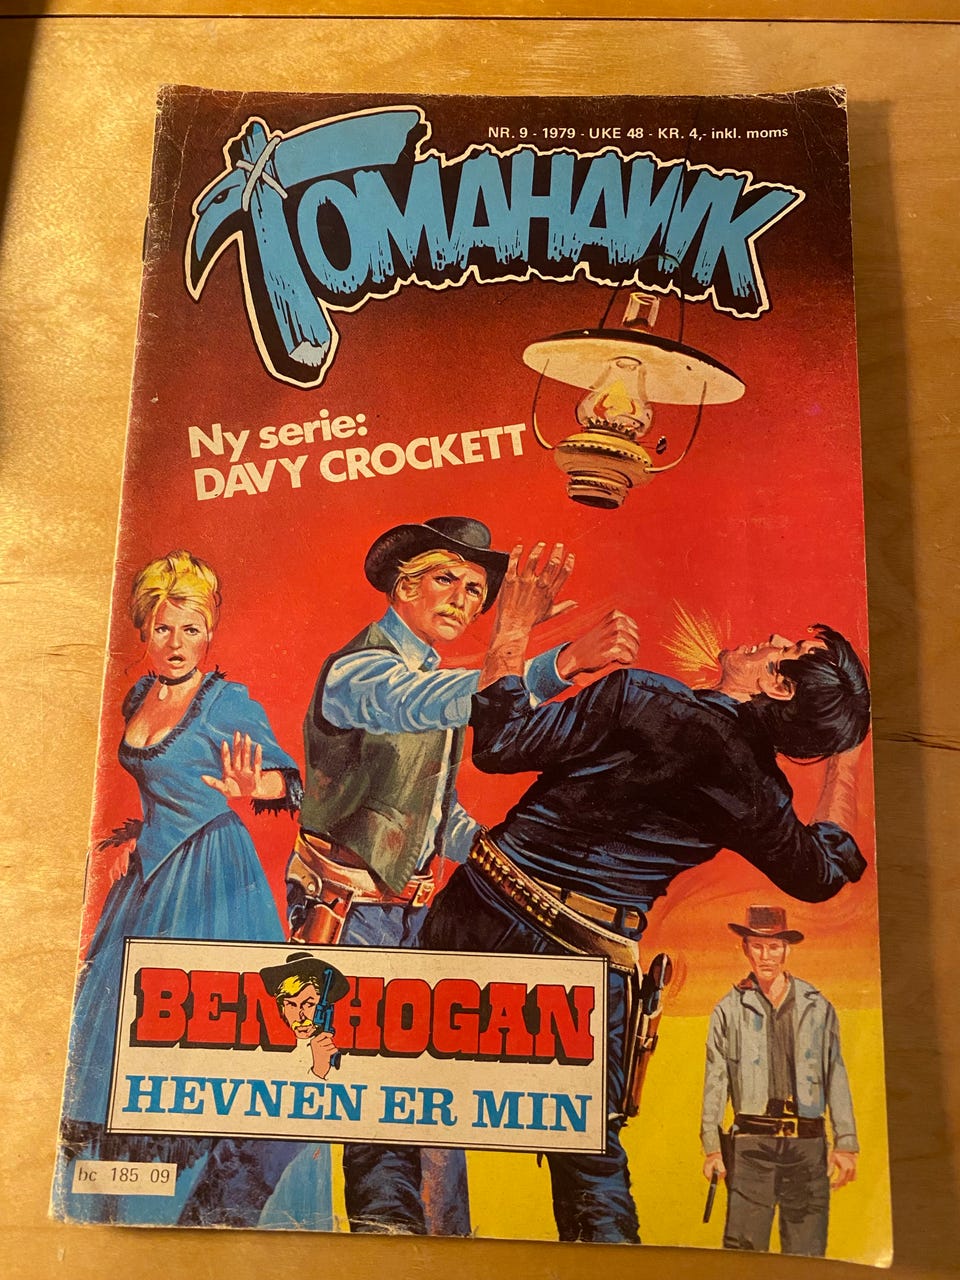 NR. 9 - 1979 - UKE 48 - KR. 4,- inkl. moms
TOMAHAWK
Ny serie:
DAVY CROCKETT
BEN HOGAN
HEVNEN ER MIN
bc 185 09